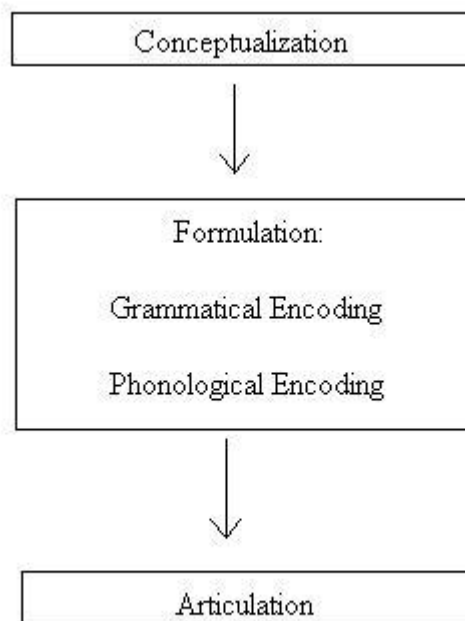 Conceptualization
Formulation:
Grammatical Encoding
Phonological Encoding
Articulation